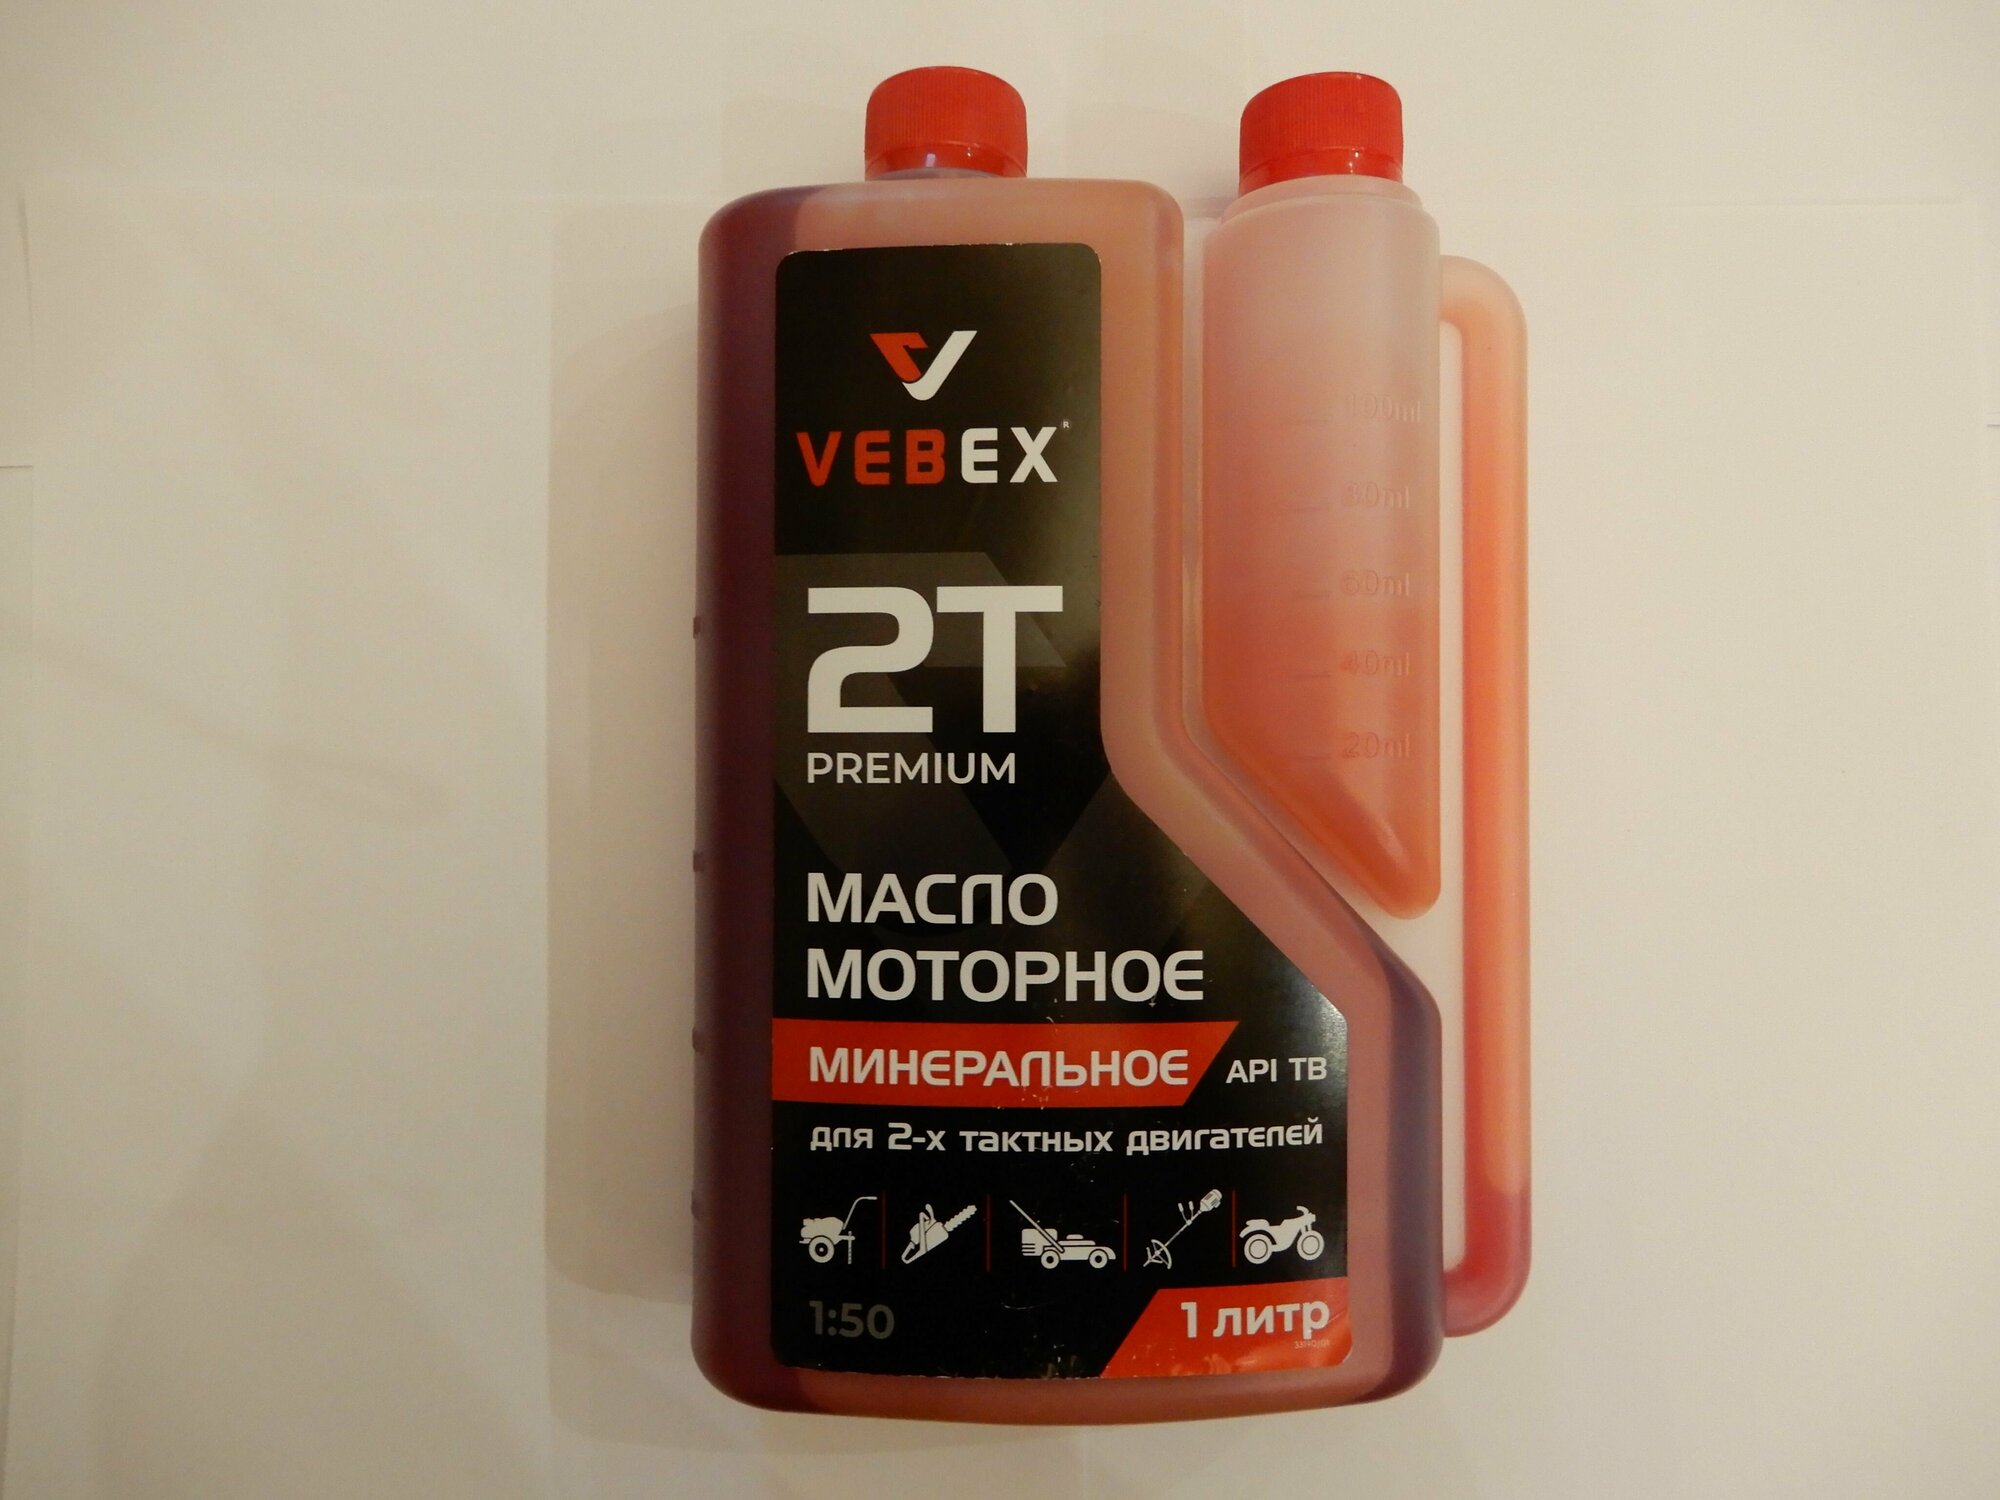 VEBEX®
2T
PREMIUM
МАСЛО
МОТОРНОЕ
МИНЕРАЛЬНОЕ API TB
для 2-х тактных двигателей
1:50
1 литр
100ml
80ml
60ml
40ml
20ml